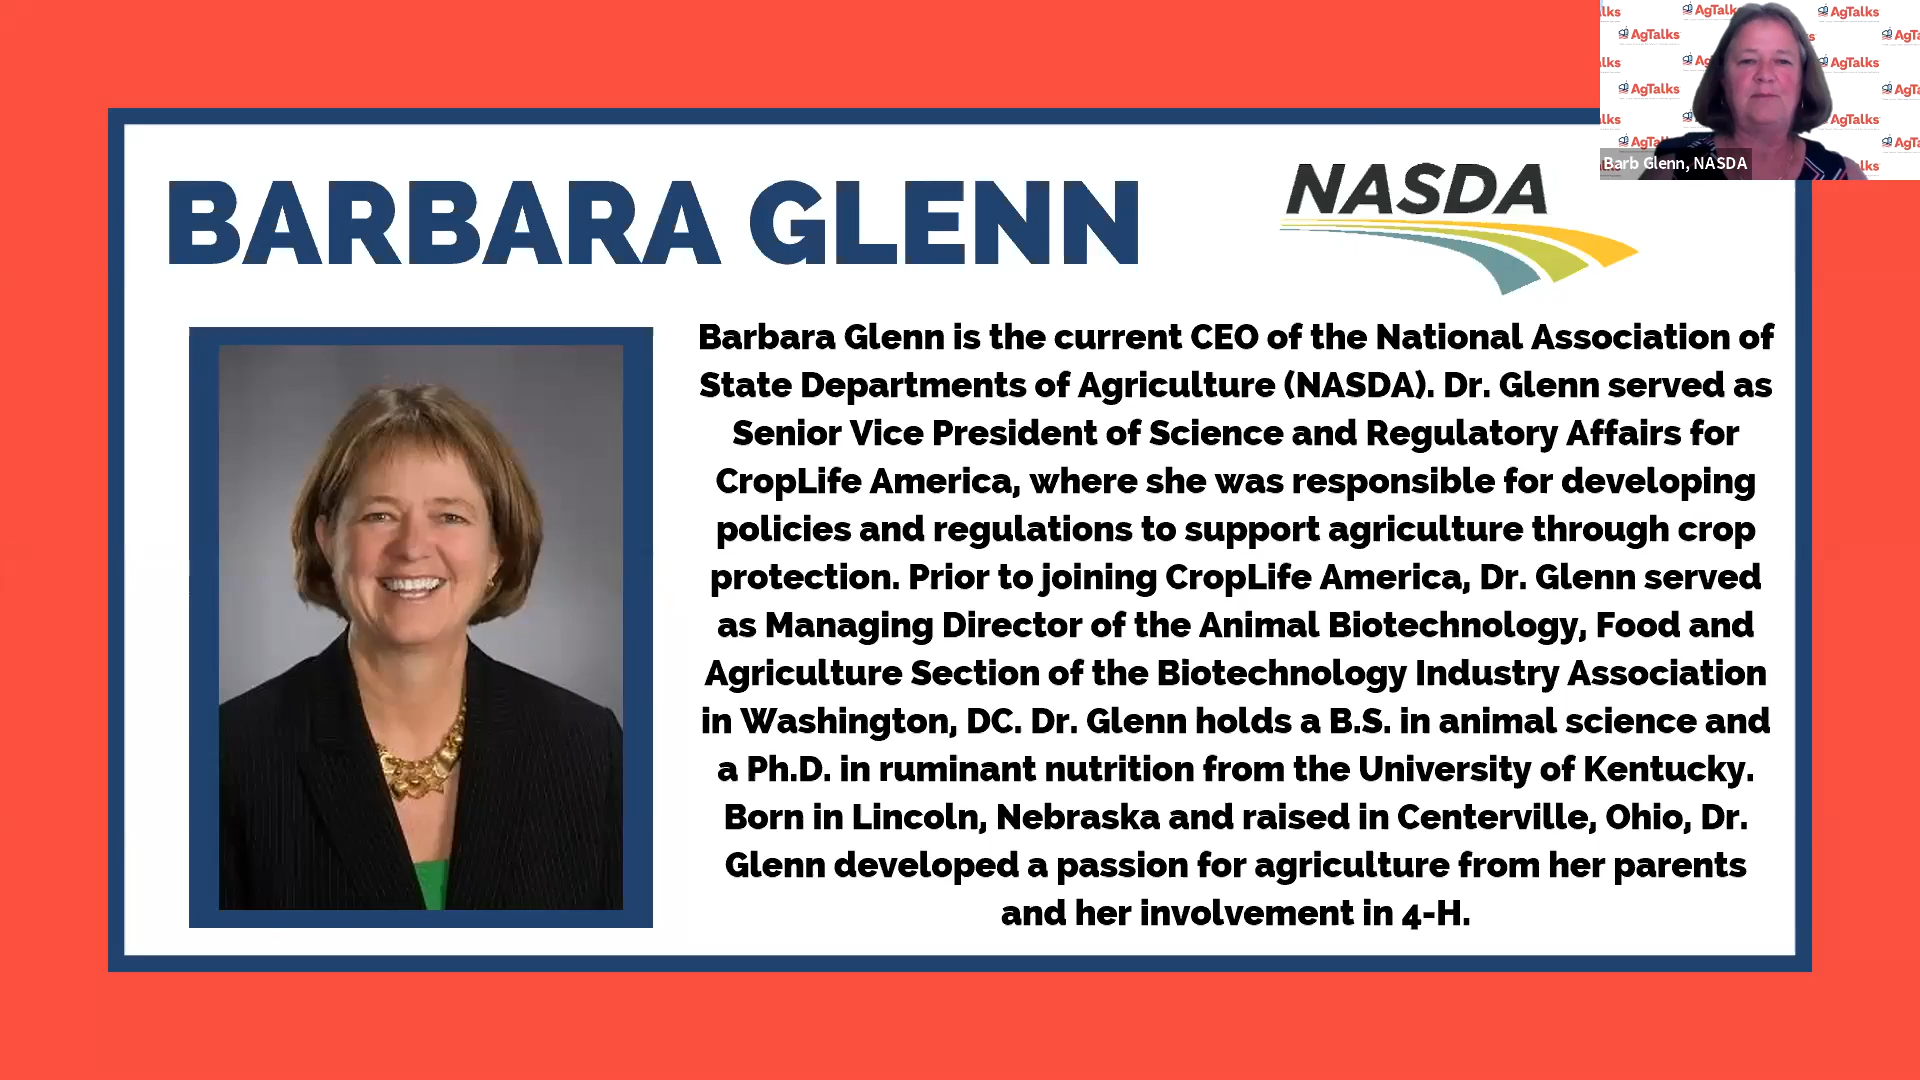 BARBARA GLENN
NASDA
Barbara Glenn is the current CEO of the National Association of
State Departments of Agriculture (NASDA). Dr. Glenn served as
Senior Vice President of Science and Regulatory Affairs for
CropLife America, where she was responsible for developing
policies and regulations to support agriculture through crop
protection. Prior to joining CropLife America, Dr. Glenn served
as Managing Director of the Animal Biotechnology, Food and
Agriculture Section of the Biotechnology Industry Association
in Washington, DC. Dr. Glenn holds a B.S. in animal science and
a Ph.D. in ruminant nutrition from the University of Kentucky.
Born in Lincoln, Nebraska and raised in Centerville, Ohio, Dr.
Glenn developed a passion for agriculture from her parents
and her involvement in 4-H.
AgTalks
AgTalks
AgTalks
AgTalks
AgTalks
AgTalks
Barb Glenn, NASDA